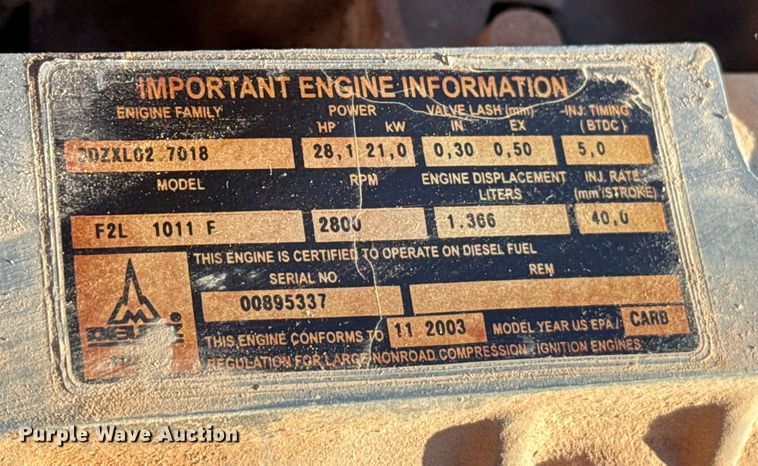 IMPORTANT ENGINE INFORMATION
ENIGINE FAMILY POWER VALVE LASH (mm) INJ. TIMING
HP kW IN EX (BTDC)
DZXL02.7018 28,1 21,0 0,30 0,50 5,0
MODEL RPM ENGINE DISPLACEMENT INJ. RATE
LITERS (mm³/STROKE)
F2L 1011 F 2800 1.366 40,0
THIS ENGINE IS CERTIFIED TO OPERATE ON DIESEL FUEL
SERIAL NO. REM
00895337
THIS ENGINE CONFORMS TO 11 2003 MODEL YEAR US EPA / CARB
REGULATION FOR LARGE NONROAD COMPRESSION IGNITION ENGINES
Purple Wave Auction